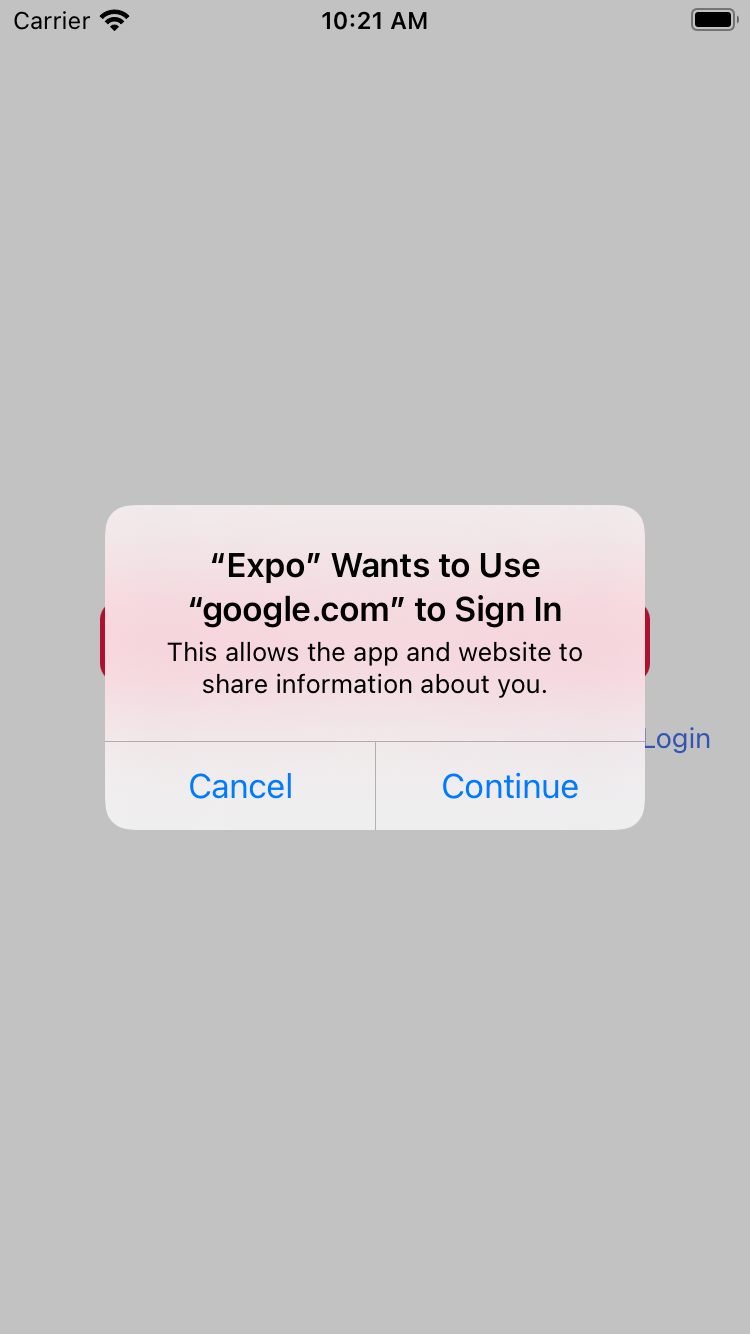 Carrier 10:21 AM
“Expo” Wants to Use
“google.com” to Sign In
This allows the app and website to
share information about you.
Login
Cancel Continue